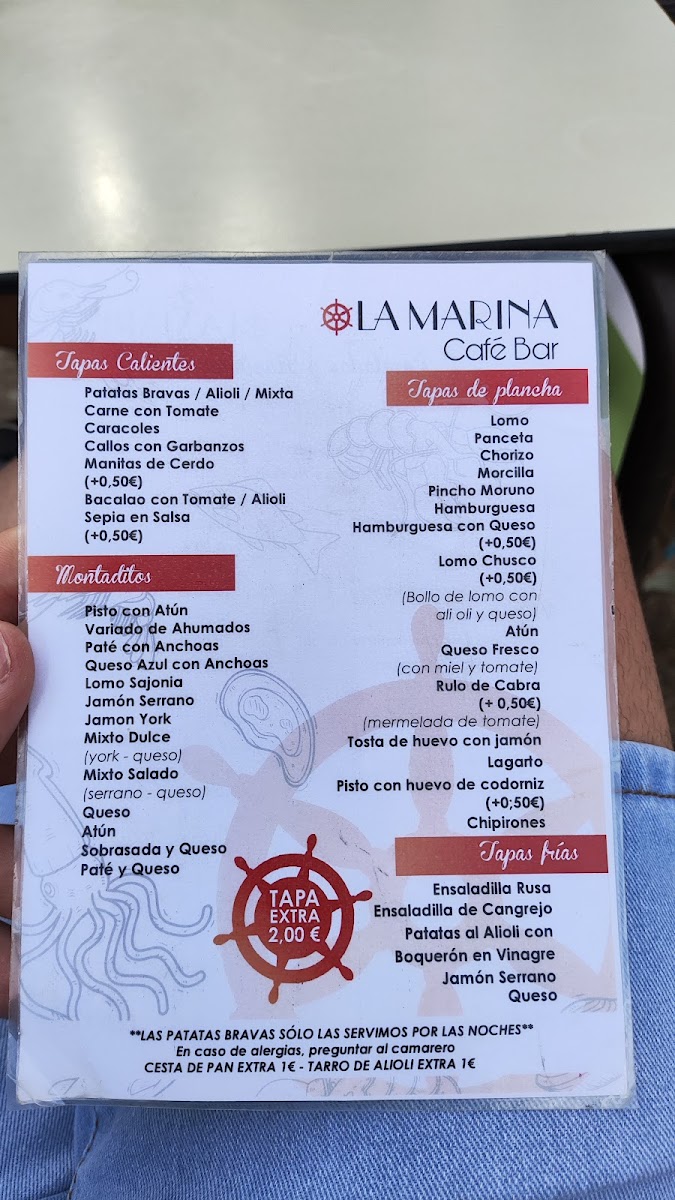 LA MARINA
Café Bar
Tapas Calientes
Patatas Bravas / Alioli / Mixta
Carne con Tomate
Caracoles
Callos con Garbanzos
Manitas de Cerdo
(+0,50€)
Bacalao con Tomate / Alioli
Sepia en Salsa
(+0,50€)
Montaditos
Pisto con Atún
Variado de Ahumados
Paté con Anchoas
Queso Azul con Anchoas
Lomo Sajonia
Jamón Serrano
Jamon York
Mixto Dulce
(york - queso)
Mixto Salado
(serrano - queso)
Queso
Atún
Sobrasada y Queso
Paté y Queso
TAPA
EXTRA
2,00 €
Tapas de plancha
Lomo
Panceta
Chorizo
Morcilla
Pincho Moruno
Hamburguesa
Hamburguesa con Queso
(+0,50€)
Lomo Chusco
(+0,50€)
(Bollo de lomo con
ali oli y queso)
Atún
Queso Fresco
(con miel y tomate)
Rulo de Cabra
(+ 0,50€)
(mermelada de tomate)
Tosta de huevo con jamón
Lagarto
Pisto con huevo de codorniz
(+0;50€)
Chipirones
Tapas frías
Ensaladilla Rusa
Ensaladilla de Cangrejo
Patatas al Alioli con
Boquerón en Vinagre
Jamón Serrano
Queso
**LAS PATATAS BRAVAS SÓLO LAS SERVIMOS POR LAS NOCHES**
En caso de alergias, preguntar al camarero
CESTA DE PAN EXTRA 1€ - TARRO DE ALIOLI EXTRA 1€